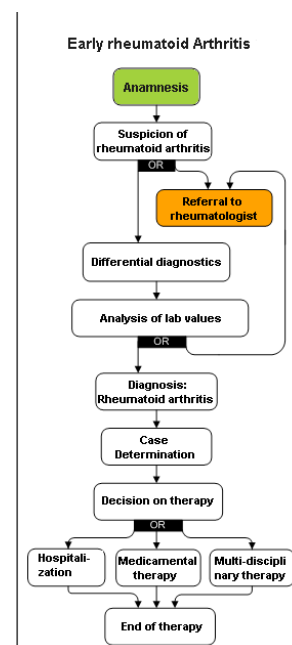 Early rheumatoid Arthritis
Anamnesis
Suspicion of
rheumatoid arthritis
OR
Referral to
rheumatologist
Differential diagnostics
Analysis of lab values
OR
Diagnosis:
Rheumatoid arthritis
Case
Determination
Decision on therapy
OR
Hospitali-
zation
Medicamental
therapy
Multi-discipli
nary therapy
End of therapy